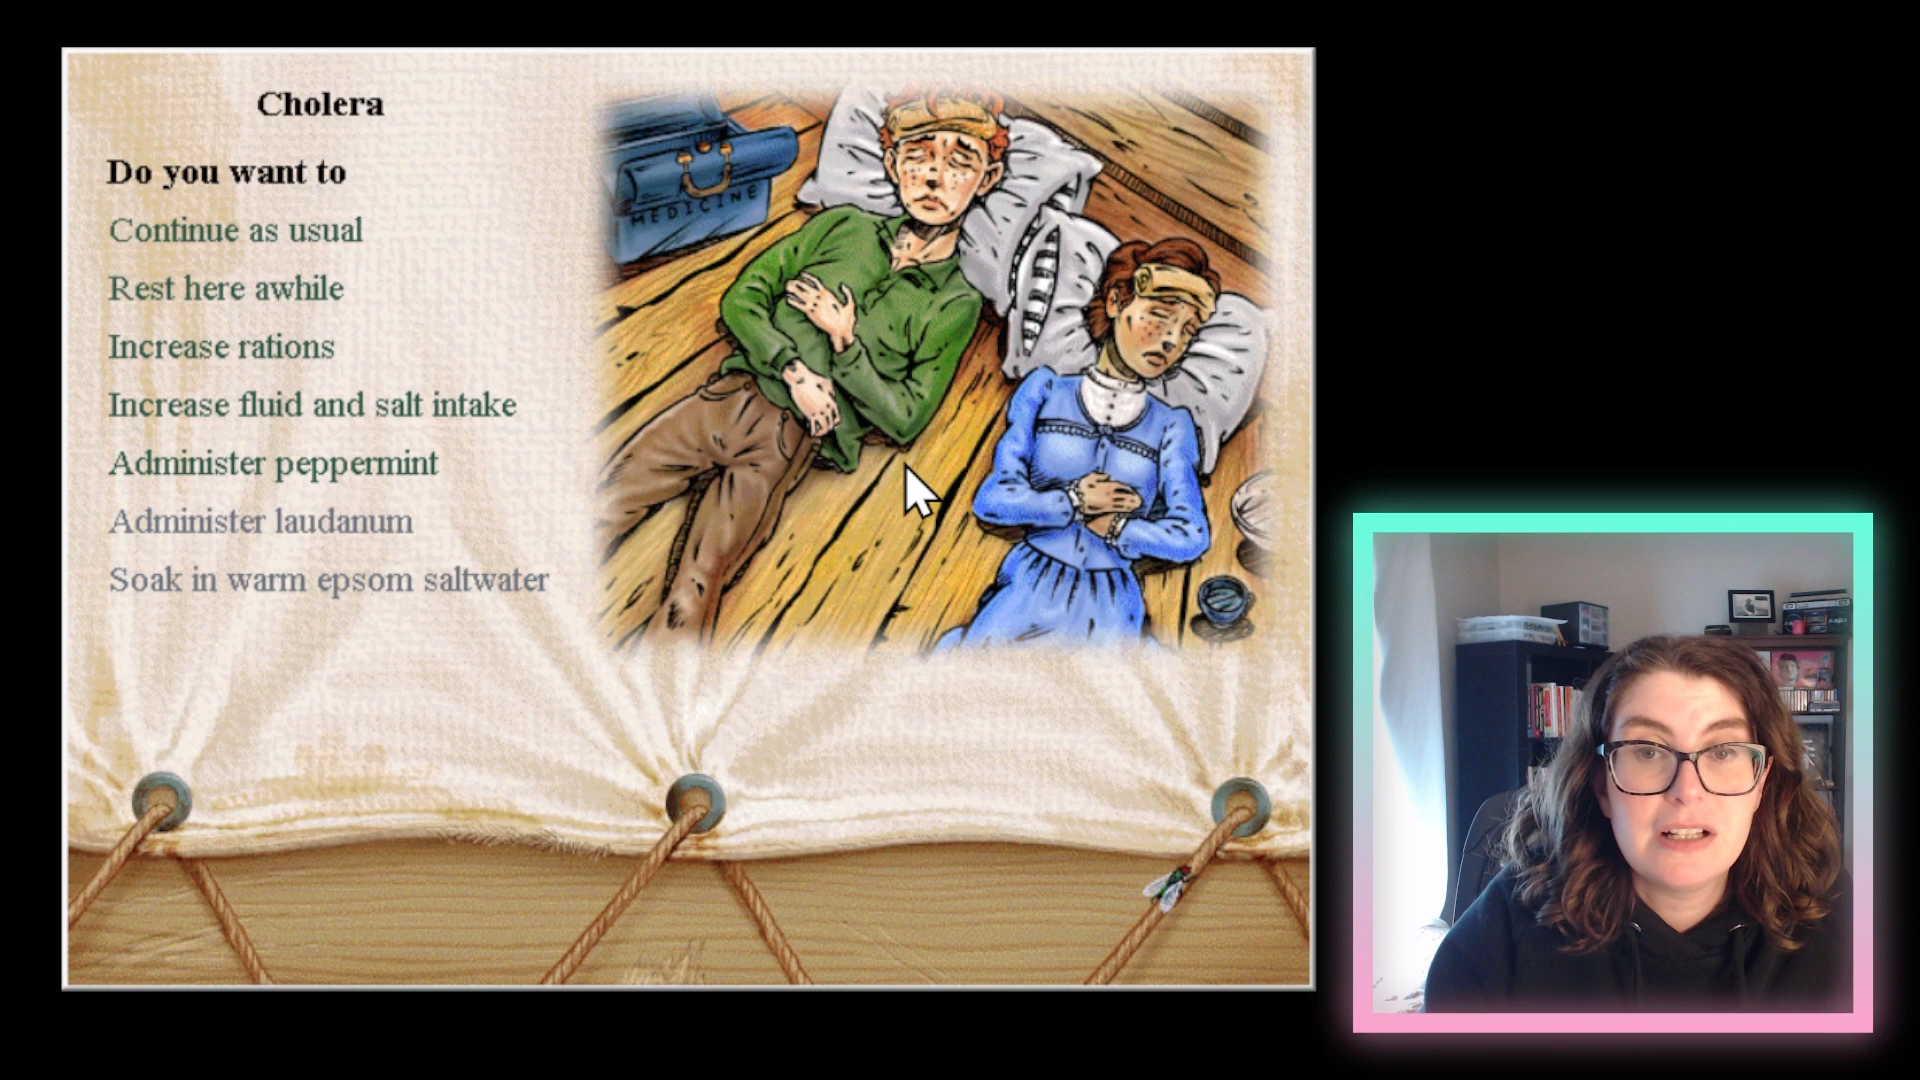 Cholera
Do you want to
Continue as usual
Rest here awhile
Increase rations
Increase fluid and salt intake
Administer peppermint
Administer laudanum
Soak in warm epsom saltwater
MEDICINE